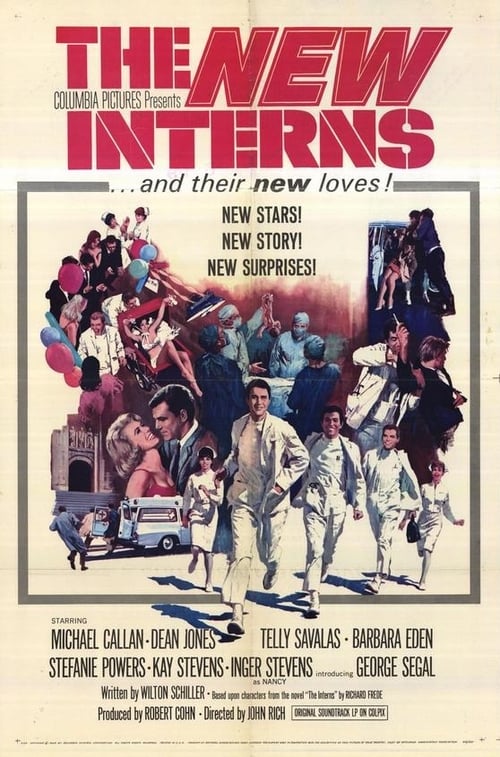 THE NEW
COLUMBIA PICTURES Presents
INTERNS
...and their new loves!
NEW STARS!
NEW STORY!
NEW SURPRISES!
STARRING
MICHAEL CALLAN · DEAN JONES TELLY SAVALAS · BARBARA EDEN
STEFANIE POWERS · KAY STEVENS · INGER STEVENS introducing GEORGE SEGAL
as NANCY
Written by WILTON SCHILLER · Based upon characters from the novel "The Interns" by RICHARD FREDE
Produced by ROBERT COHN · Directed by JOHN RICH ORIGINAL SOUNDTRACK LP ON COLPIX